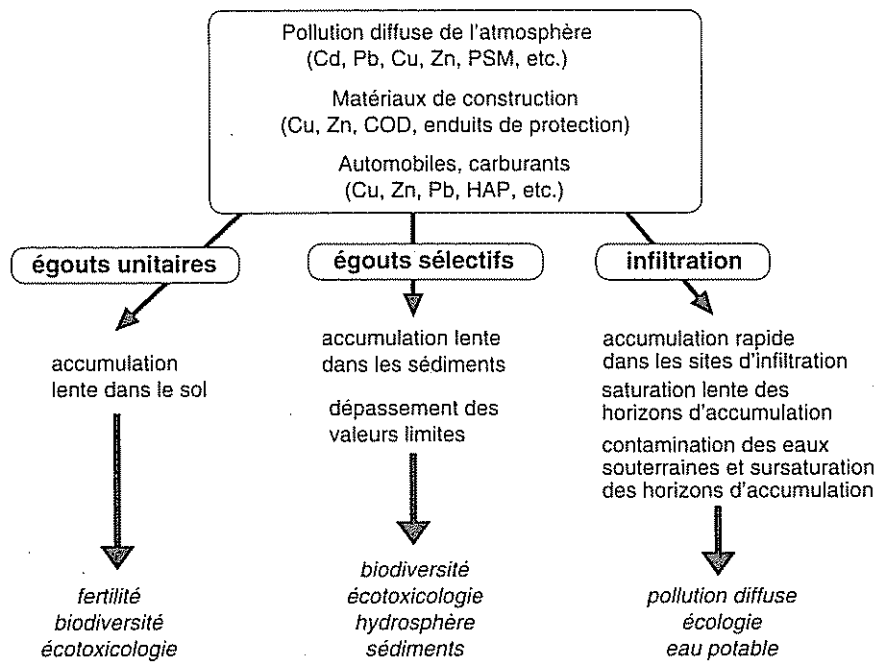 Pollution diffuse de l'atmosphère
(Cd, Pb, Cu, Zn, PSM, etc.)
Matériaux de construction
(Cu, Zn, COD, enduits de protection)
Automobiles, carburants
(Cu, Zn, Pb, HAP, etc.)
égouts unitaires
accumulation
lente dans le sol
fertilité
biodiversité
écotoxicologie
égouts sélectifs
accumulation lente
dans les sédiments
dépassement des
valeurs limites
biodiversité
écotoxicologie
hydrosphère
sédiments
infiltration
accumulation rapide
dans les sites d'infiltration
saturation lente des
horizons d'accumulation
contamination des eaux
souterraines et sursaturation
des horizons d'accumulation
pollution diffuse
écologie
eau potable